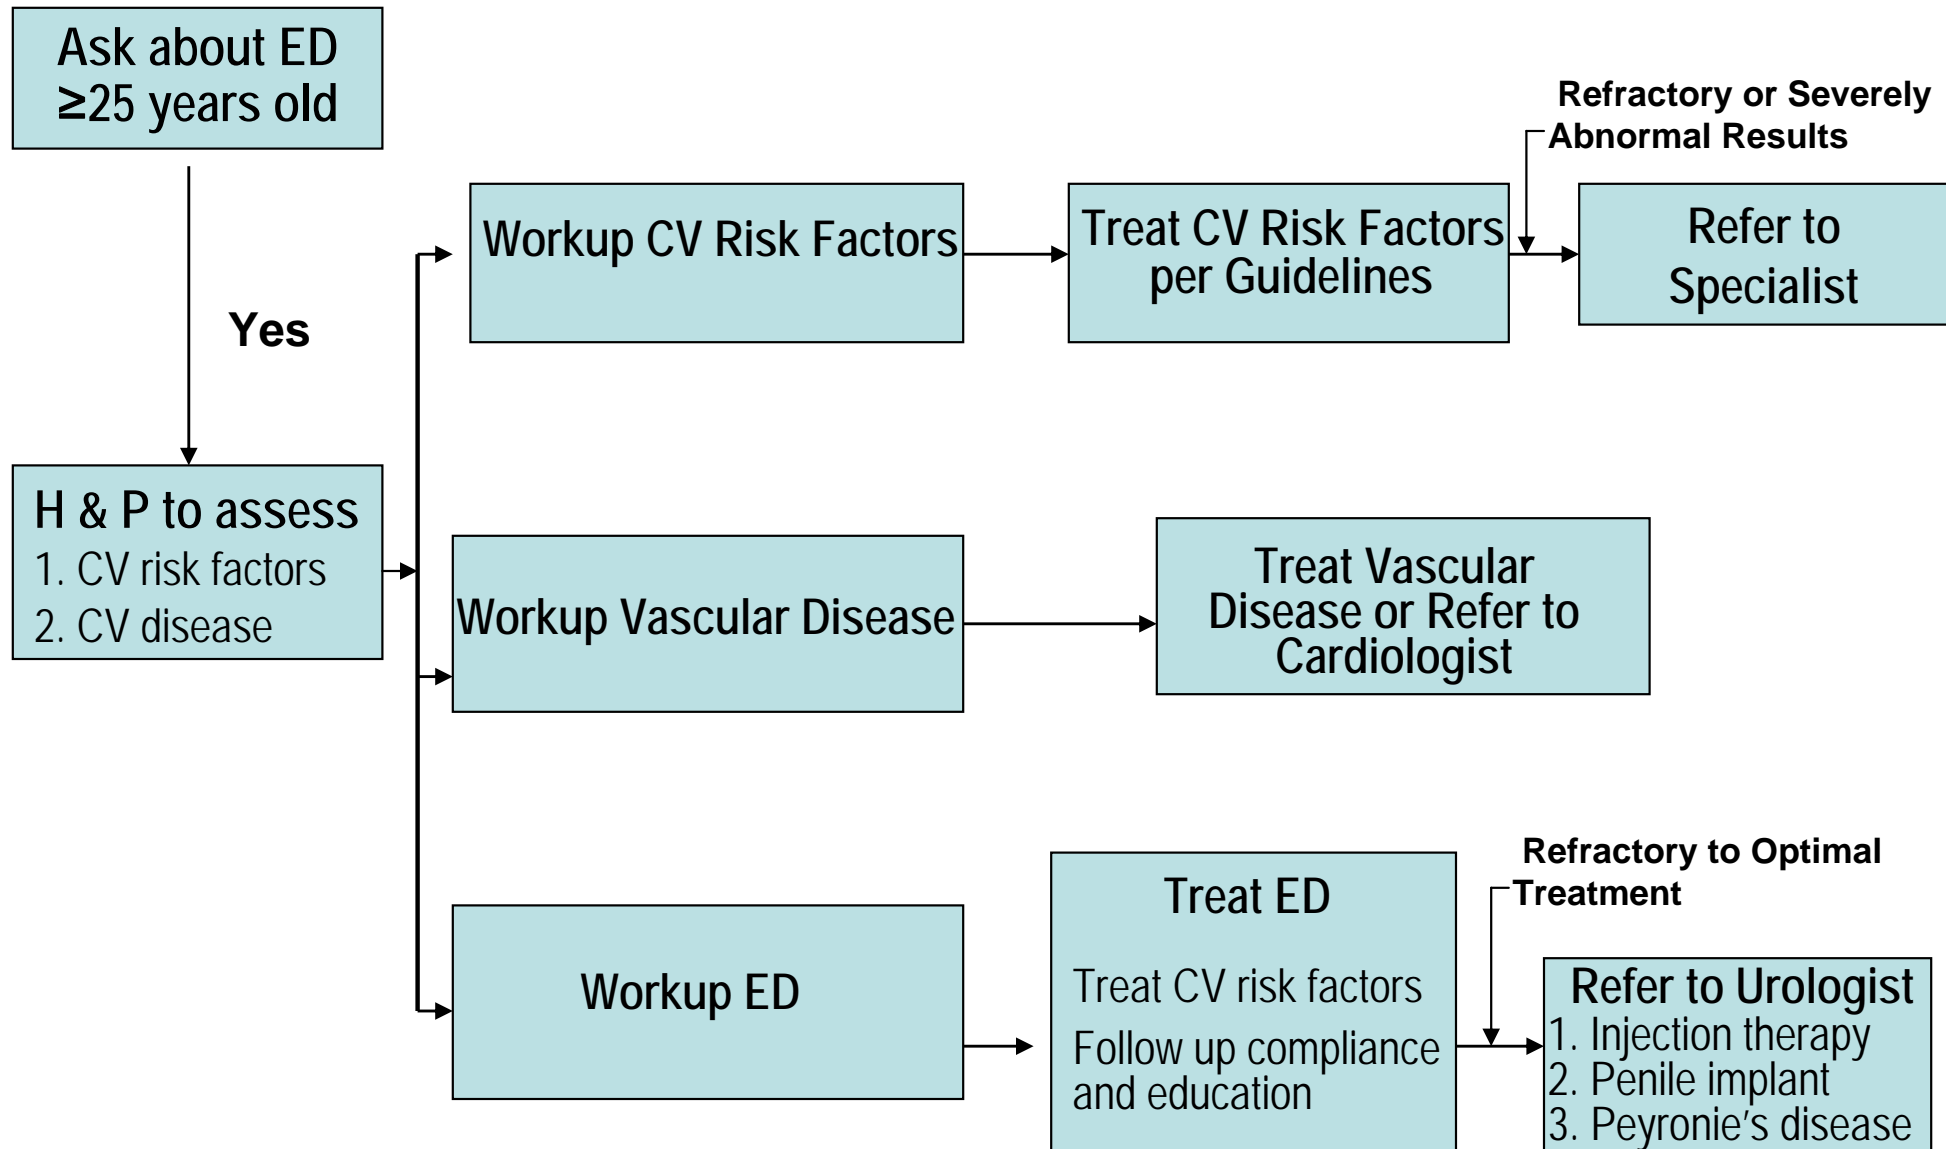 Ask about ED
≥25 years old
Yes
H & P to assess
1. CV risk factors
2. CV disease
Workup CV Risk Factors
Treat CV Risk Factors
per Guidelines
Refractory or Severely
Abnormal Results
Refer to
Specialist
Workup Vascular Disease
Treat Vascular
Disease or Refer to
Cardiologist
Workup ED
Treat ED
Treat CV risk factors
Follow up compliance
and education
Refractory to Optimal
Treatment
Refer to Urologist
1. Injection therapy
2. Penile implant
3. Peyronie's disease